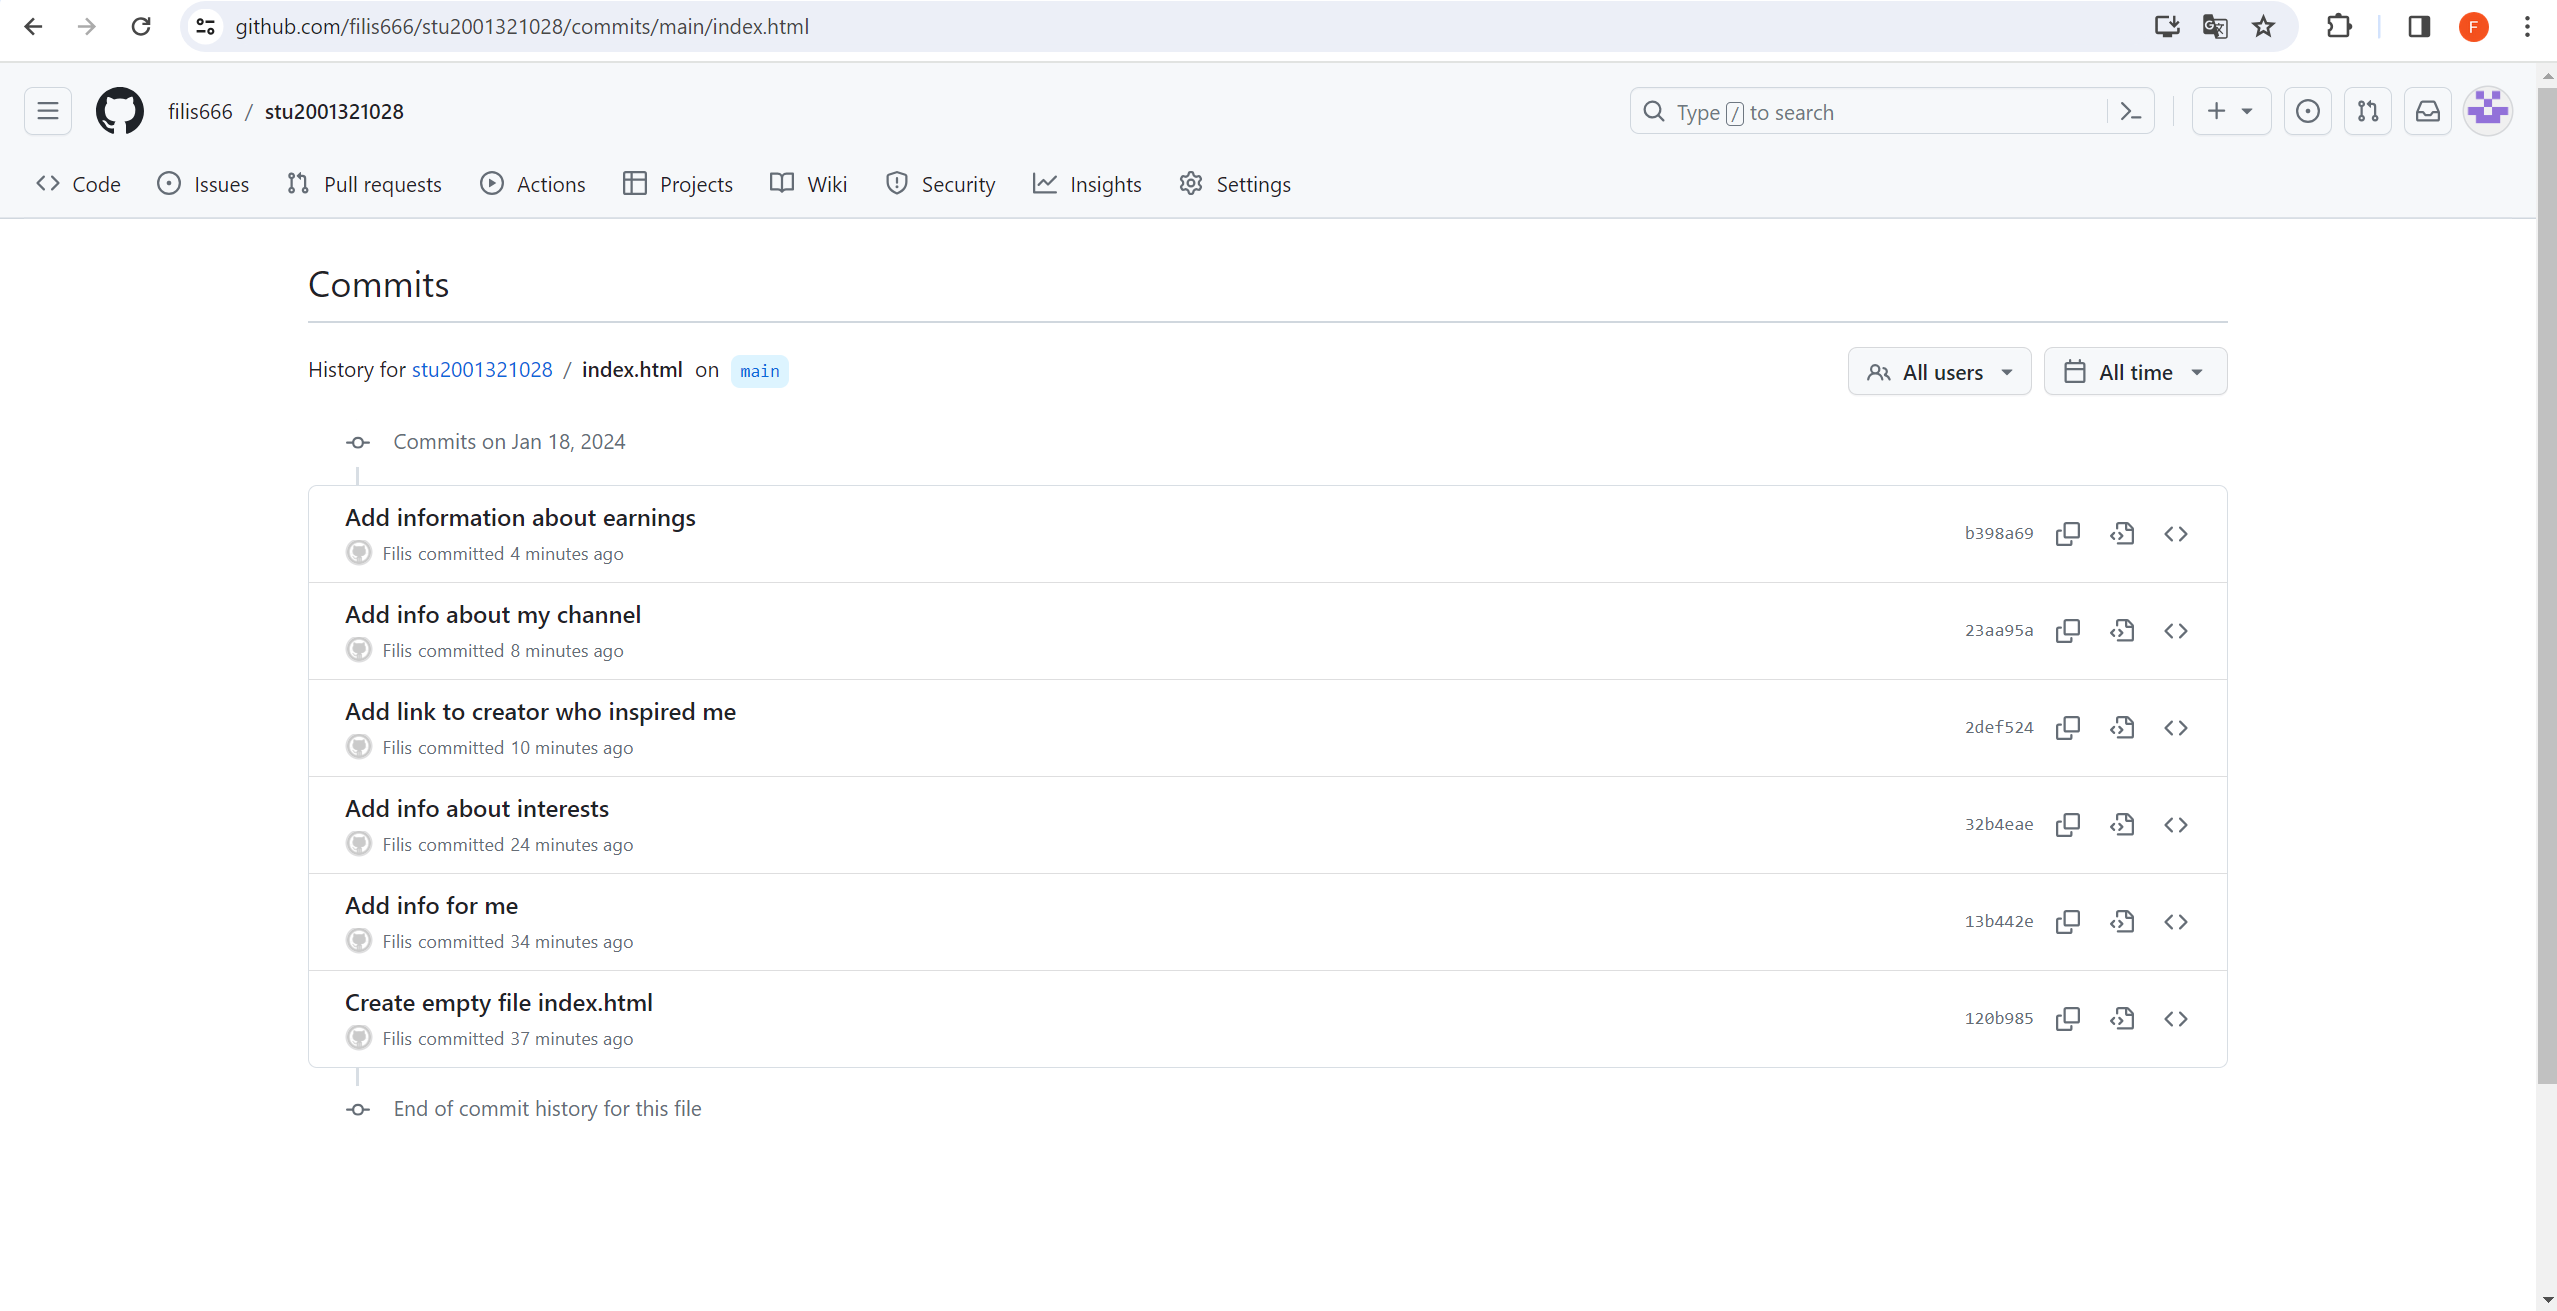 github.com/filis666/stu2001321028/commits/main/index.html
F
filis666 / stu2001321028
Type / to search
Code Issues Pull requests Actions Projects Wiki Security Insights Settings
Commits
History for stu2001321028 / index.html on main
All users All time
Commits on Jan 18, 2024
Add information about earnings
Filis committed 4 minutes ago
b398a69
Add info about my channel
Filis committed 8 minutes ago
23aa95a
Add link to creator who inspired me
Filis committed 10 minutes ago
2def524
Add info about interests
Filis committed 24 minutes ago
32b4eae
Add info for me
Filis committed 34 minutes ago
13b442e
Create empty file index.html
Filis committed 37 minutes ago
120b985
End of commit history for this file